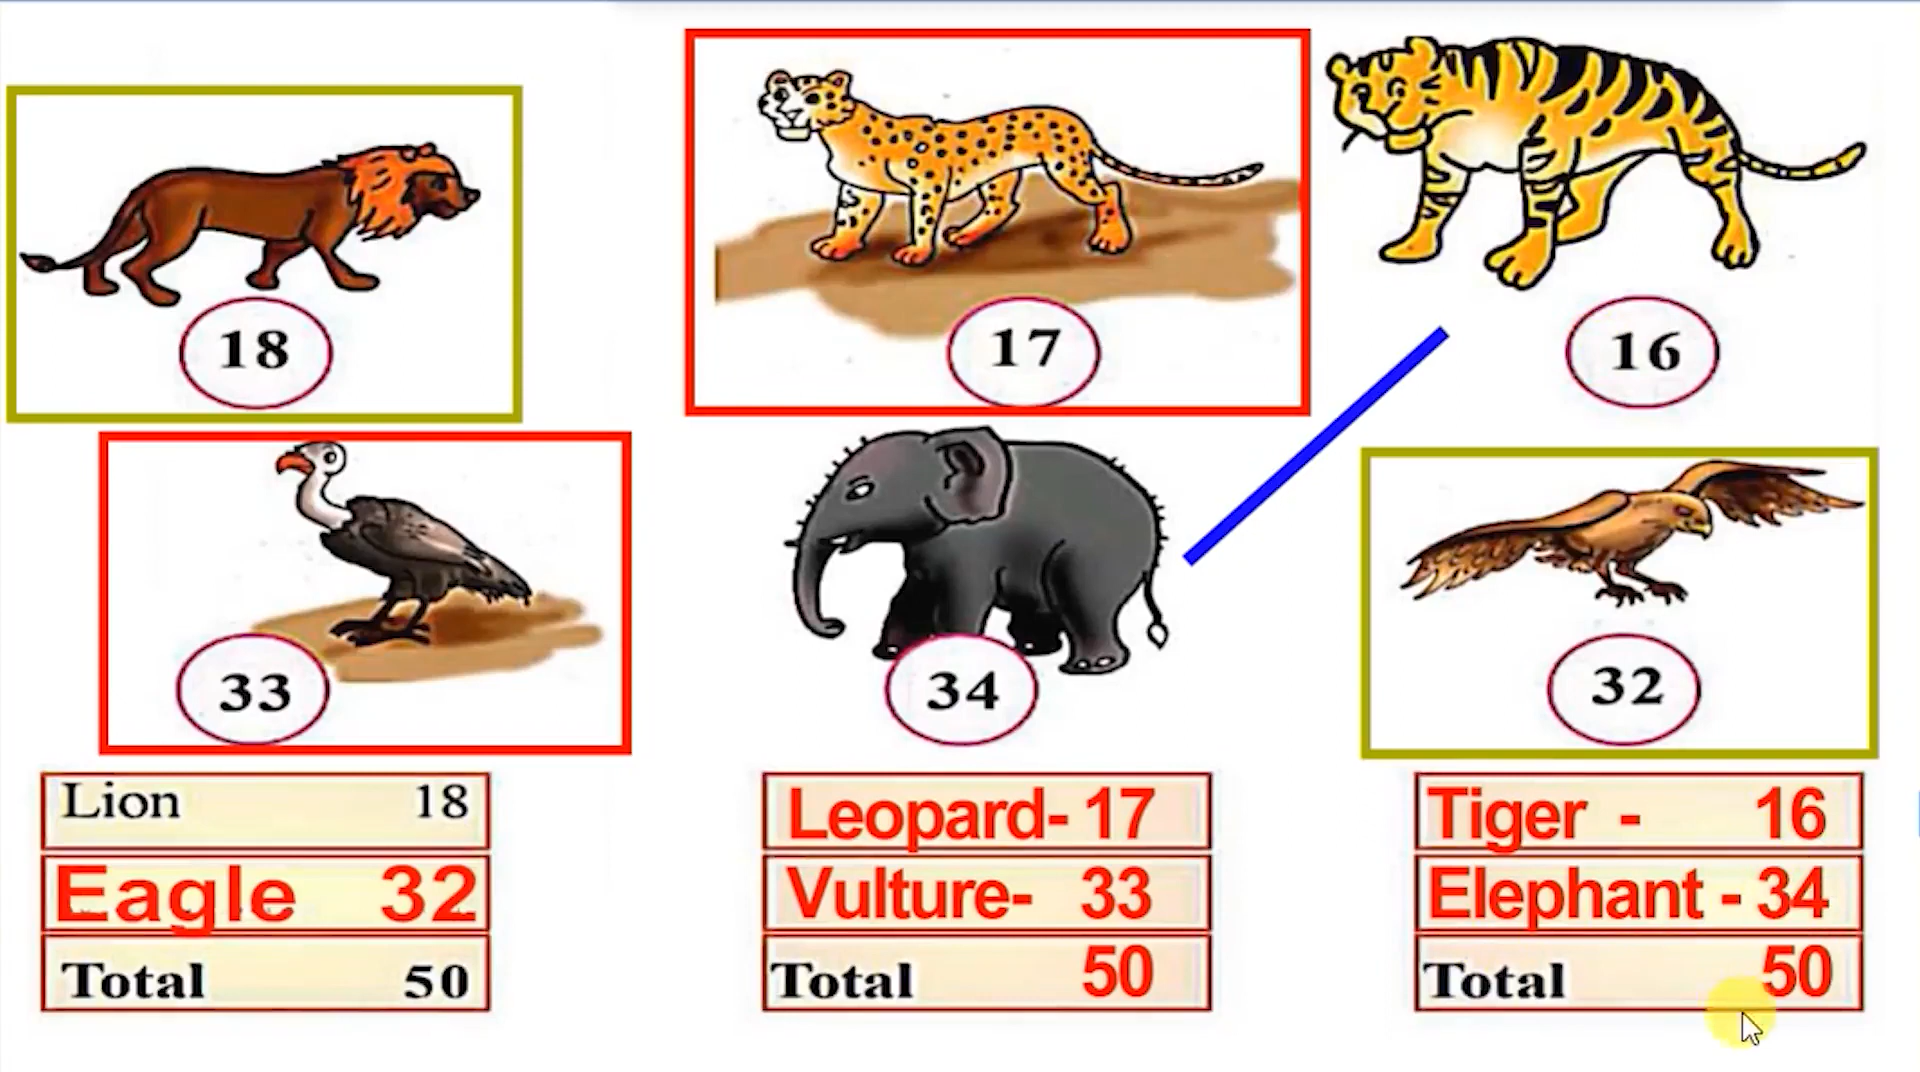 18
17
16
33
34
32
Lion 18
Eagle 32
Total 50
Leopard- 17
Vulture- 33
Total 50
Tiger - 16
Elephant - 34
Total 50